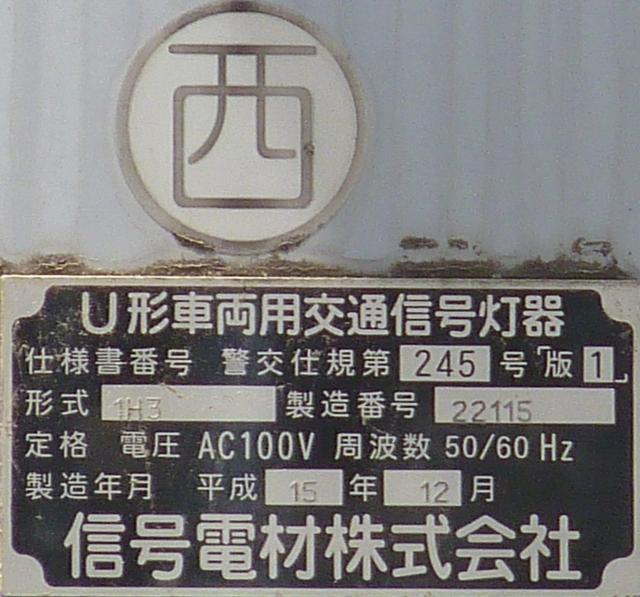 西
U形車両用交通信号灯器
仕様書番号 警交仕規第 245 号「版 1」
形式 1H3 製造番号 22115
定格 電圧 AC100V 周波数 50/60 Hz
製造年月 平成 15 年 12 月
信号電材株式会社